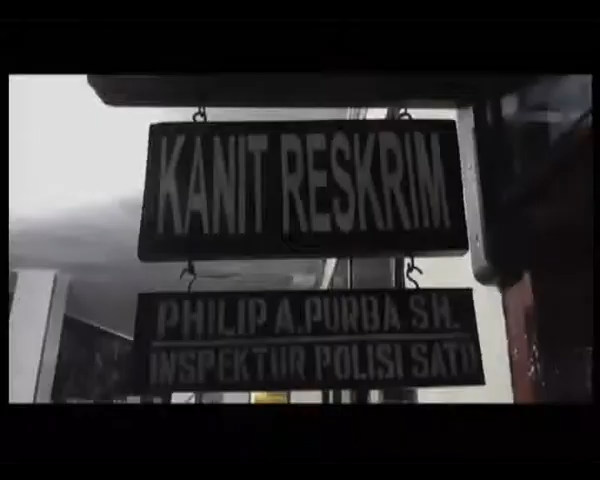 KANIT RESKRIM
PHILIP A.PURBA SH.
INSPEKTUR POLISI SATU